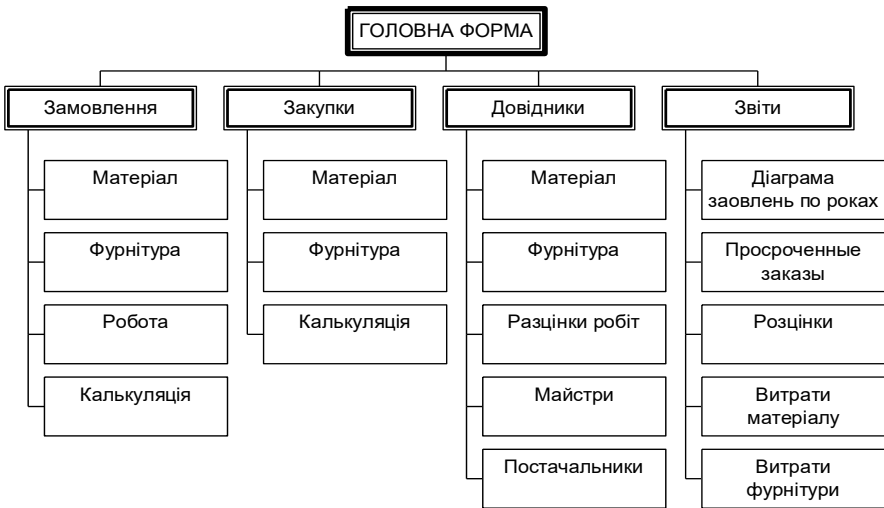 ГОЛОВНА ФОРМА
Замовлення
Закупки
Довідники
Звіти
Матеріал
Фурнітура
Робота
Калькуляція
Матеріал
Фурнітура
Калькуляція
Матеріал
Фурнітура
Разцінки робіт
Майстри
Постачальники
Діаграма
заовлень по роках
Просроченные
заказы
Розцінки
Витрати
матеріалу
Витрати
фурнітури